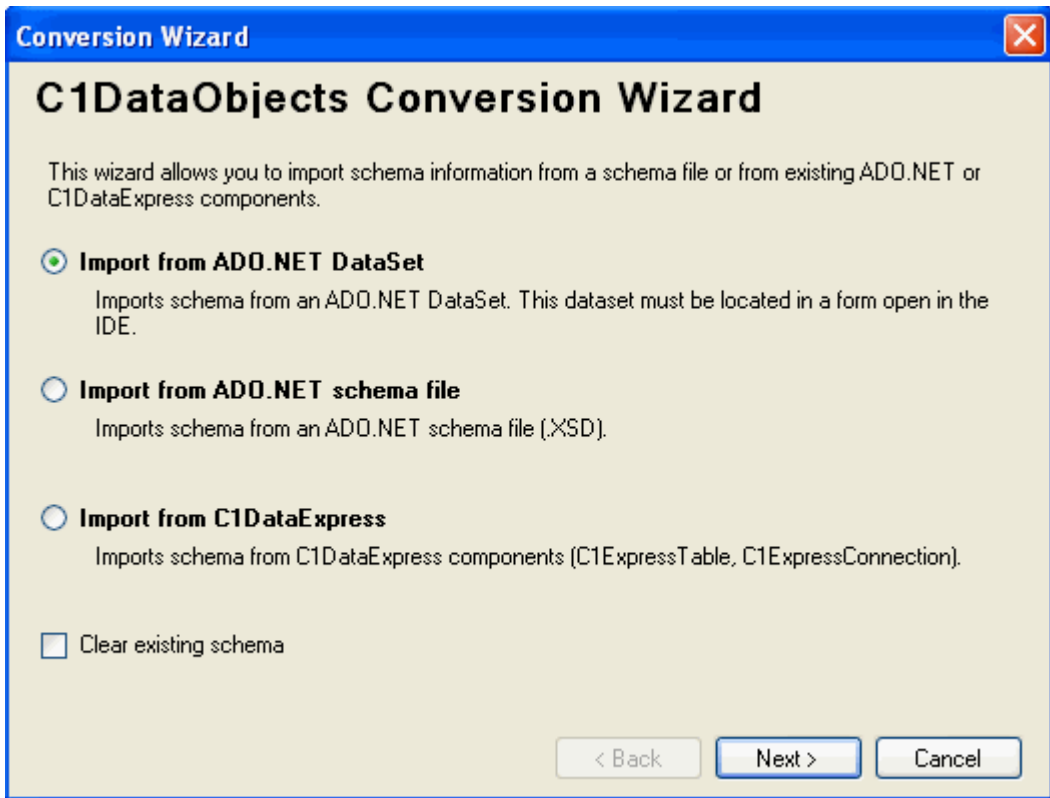 Conversion Wizard
C1DataObjects Conversion Wizard
This wizard allows you to import schema information from a schema file or from existing ADO.NET or
C1DataExpress components.
Import from ADO.NET DataSet
Imports schema from an ADO.NET DataSet. This dataset must be located in a form open in the
IDE.
Import from ADO.NET schema file
Imports schema from an ADO.NET schema file (.XSD).
Import from C1DataExpress
Imports schema from C1DataExpress components (C1ExpressTable, C1ExpressConnection).
Clear existing schema
< Back Next > Cancel